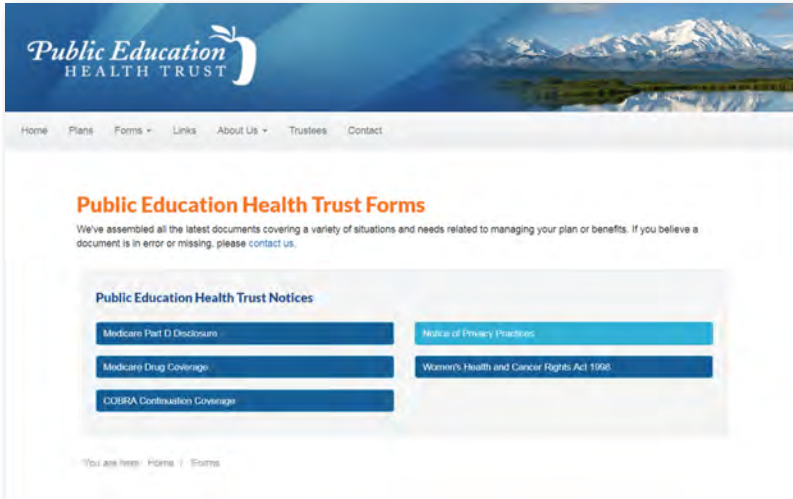 Public Education
HEALTH TRUST
Home Plans Forms Links About Us Trustees Contact
Public Education Health Trust Forms
We've assembled all the latest documents covering a variety of situations and needs related to managing your plan or benefits. If you believe a
document is in error or missing, please contact us.
Public Education Health Trust Notices
Medicare Part D Disclosure
Notice of Privacy Practices
Medicare Drug Coverage
Women's Health and Cancer Rights Act 1998
COBRA Continuation Coverage
You are here: Home / Forms